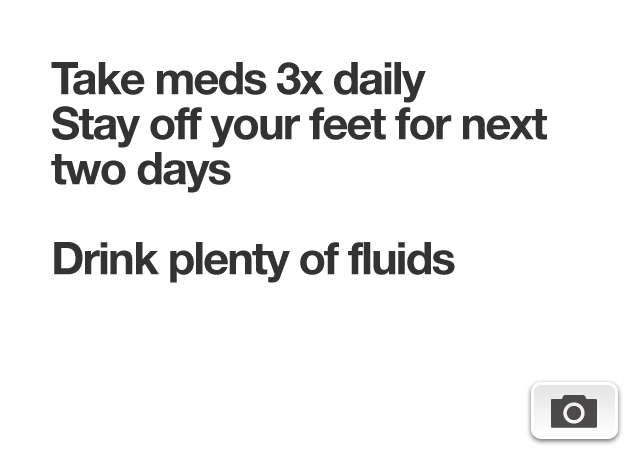 Take meds 3x daily
Stay off your feet for next
two days
Drink plenty of fluids